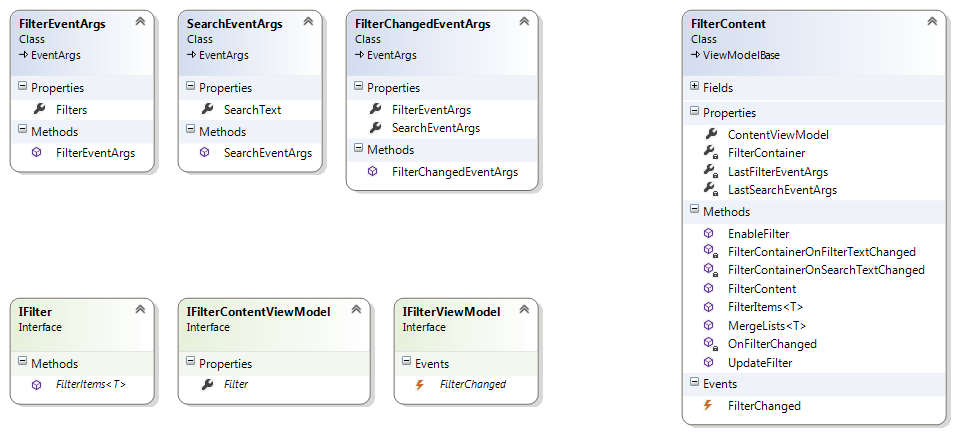 FilterEventArgs
Class
EventArgs
Properties
Filters
Methods
FilterEventArgs
SearchEventArgs
Class
EventArgs
Properties
SearchText
Methods
SearchEventArgs
FilterChangedEventArgs
Class
EventArgs
Properties
FilterEventArgs
SearchEventArgs
Methods
FilterChangedEventArgs
FilterContent
Class
ViewModelBase
Fields
Properties
ContentViewModel
FilterContainer
LastFilterEventArgs
LastSearchEventArgs
Methods
EnableFilter
FilterContainerOnFilterTextChanged
FilterContainerOnSearchTextChanged
FilterContent
FilterItems<T>
MergeLists<T>
OnFilterChanged
UpdateFilter
Events
FilterChanged
IFilter
Interface
Methods
FilterItems<T>
IFilterContentViewModel
Interface
Properties
Filter
IFilterViewModel
Interface
Events
FilterChanged